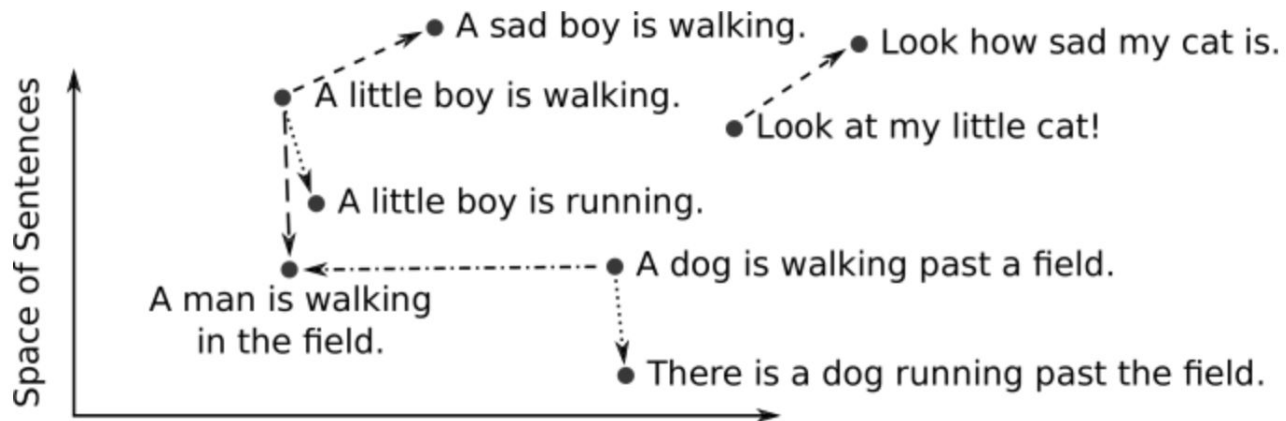 A sad boy is walking.
Look how sad my cat is.
A little boy is walking.
Look at my little cat!
A little boy is running.
A dog is walking past a field.
A man is walking
in the field.
There is a dog running past the field.
Space of Sentences